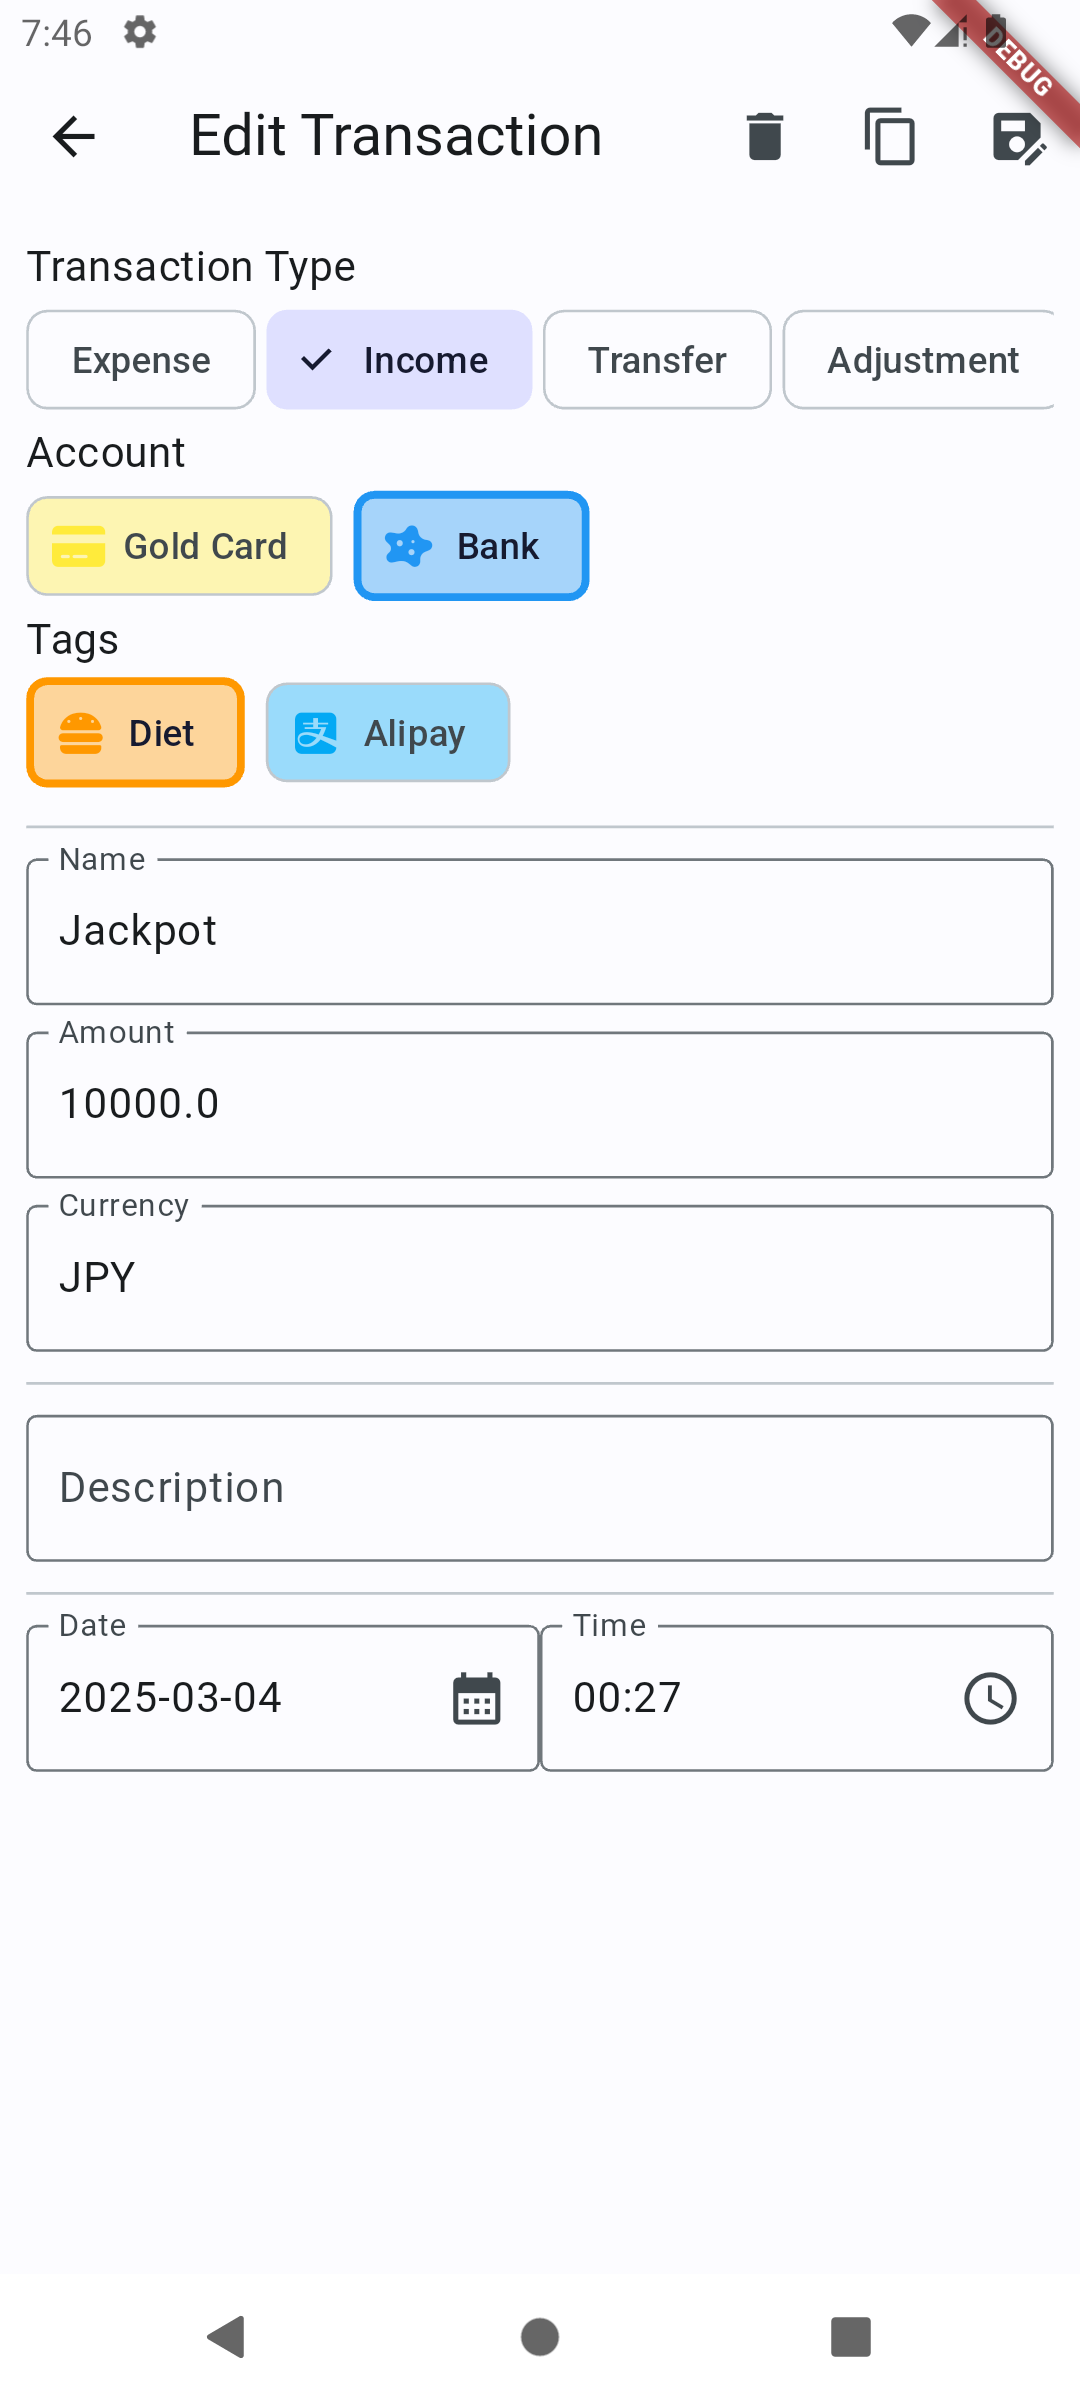 7:46
DEBUG
Edit Transaction
Transaction Type
Expense Income Transfer Adjustment
Account
Gold Card Bank
Tags
Diet 支 Alipay
Name
Jackpot
Amount
10000.0
Currency
JPY
Description
Date Time
2025-03-04 00:27